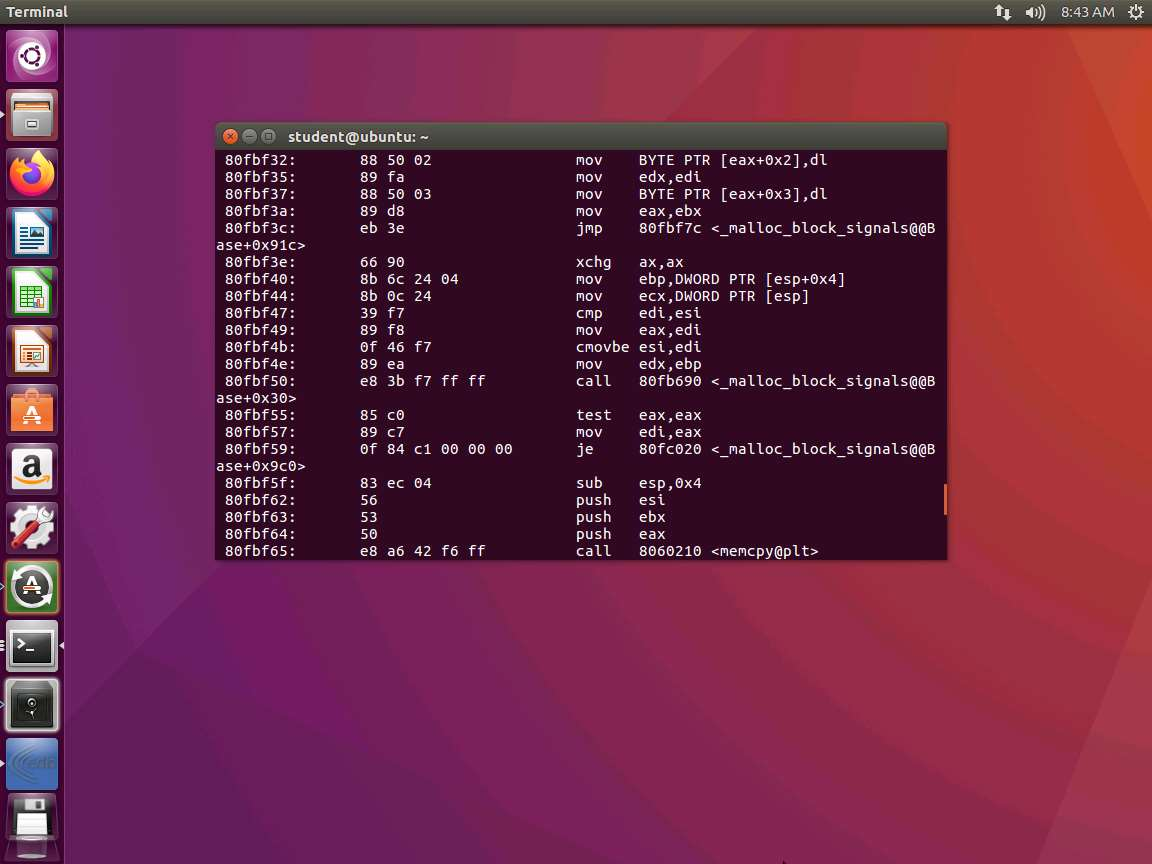 Terminal
8:43 AM
student@ubuntu: ~
80fbf32: 88 50 02 mov BYTE PTR [eax+0x2],dl
80fbf35: 89 fa mov edx,edi
80fbf37: 88 50 03 mov BYTE PTR [eax+0x3],dl
80fbf3a: 89 d8 mov eax,ebx
80fbf3c: eb 3e jmp 80fbf7c <_malloc_block_signals@@B
ase+0x91c>
80fbf3e: 66 90 xchg ax,ax
80fbf40: 8b 6c 24 04 mov ebp,DWORD PTR [esp+0x4]
80fbf44: 8b 0c 24 mov ecx,DWORD PTR [esp]
80fbf47: 39 f7 cmp edi,esi
80fbf49: 89 f8 mov eax,edi
80fbf4b: 0f 46 f7 cmovbe esi,edi
80fbf4e: 89 ea mov edx,ebp
80fbf50: e8 3b f7 ff ff call 80fb690 <_malloc_block_signals@@B
ase+0x30>
80fbf55: 85 c0 test eax,eax
80fbf57: 89 c7 mov edi,eax
80fbf59: 0f 84 c1 00 00 00 je 80fc020 <_malloc_block_signals@@B
ase+0x9c0>
80fbf5f: 83 ec 04 sub esp,0x4
80fbf62: 56 push esi
80fbf63: 53 push ebx
80fbf64: 50 push eax
80fbf65: e8 a6 42 f6 ff call 8060210 <memcpy@plt>
a
edb